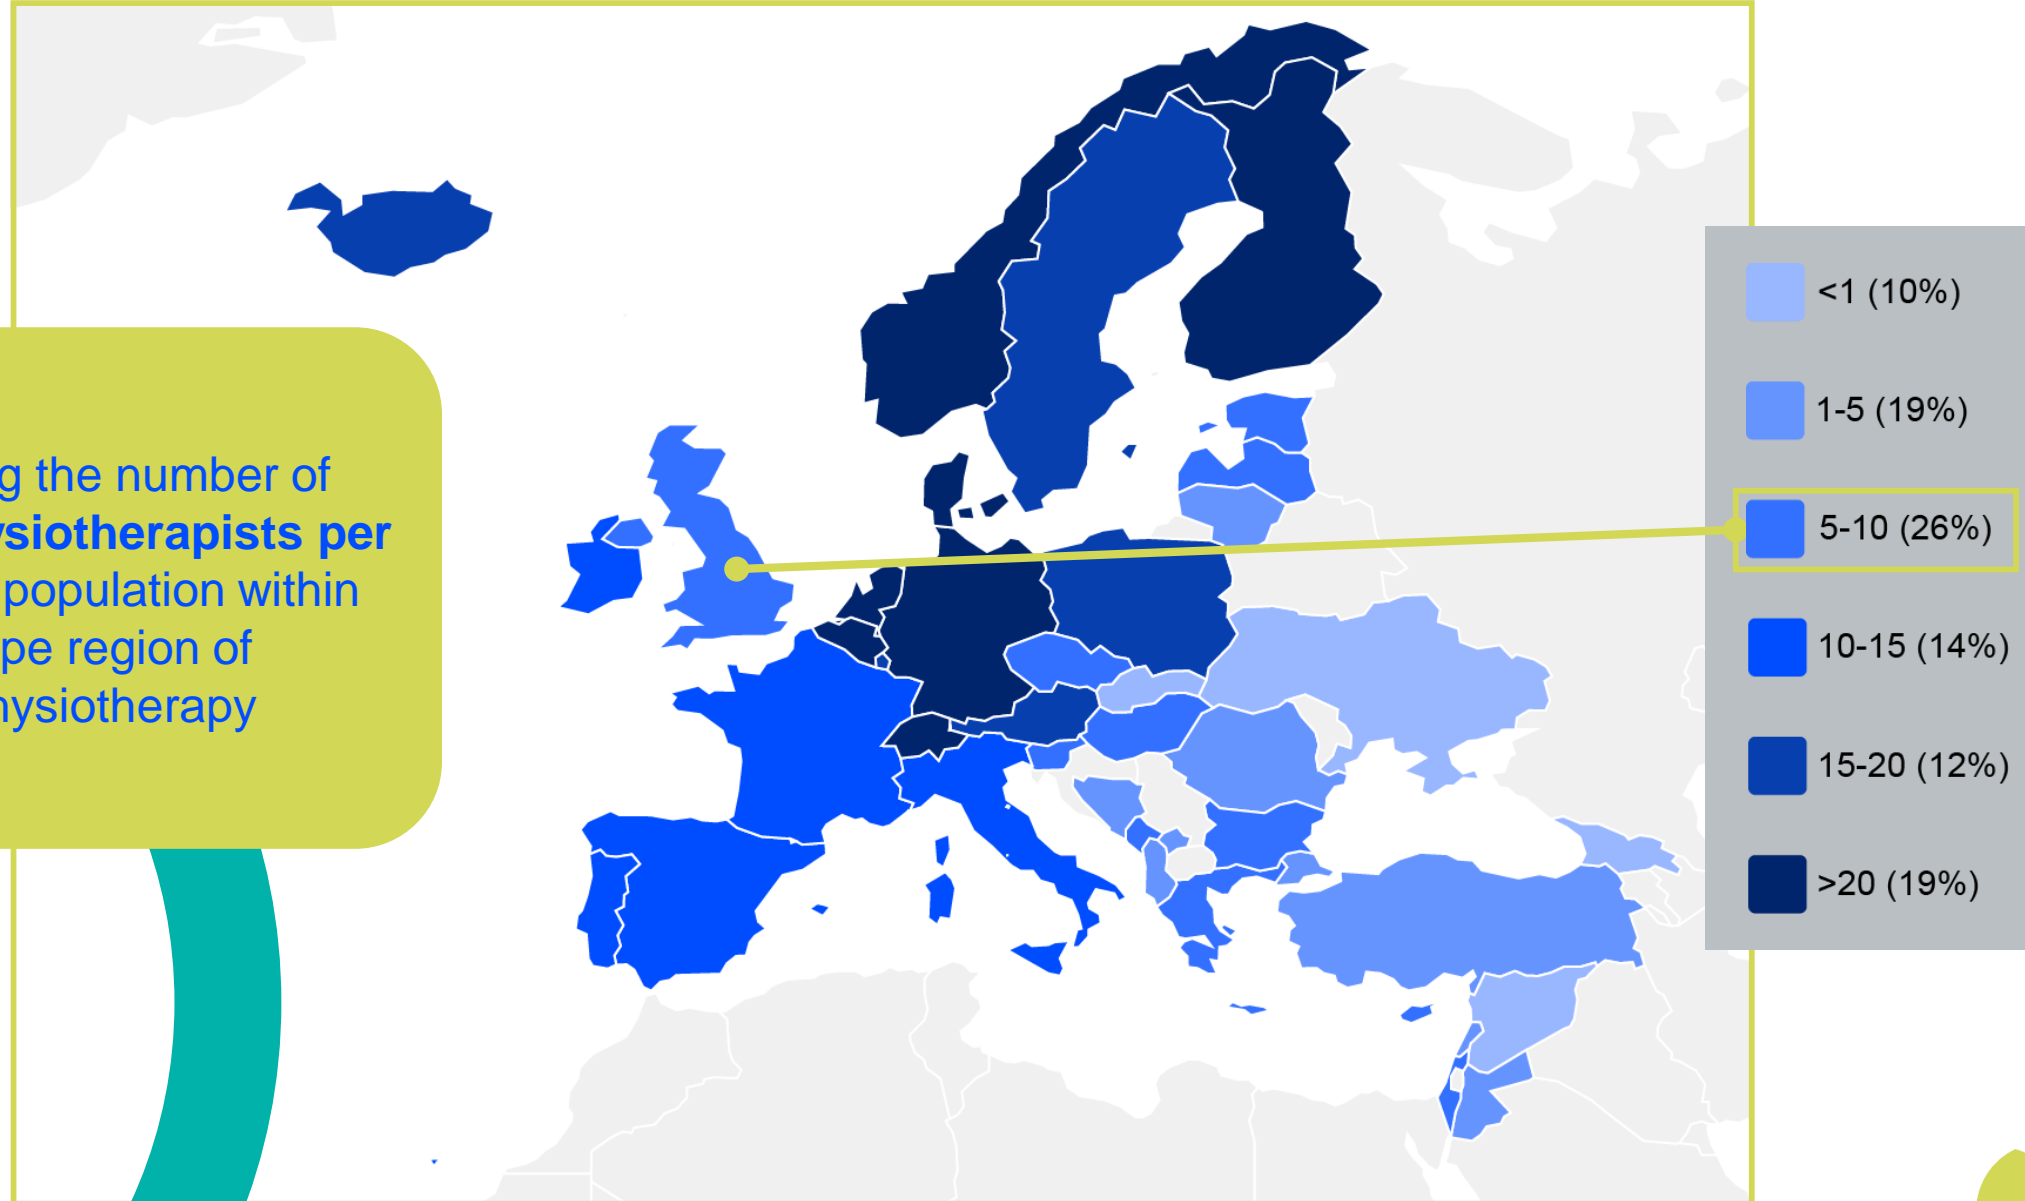 g the number of
ysiotherapists per
population within
pe region of
hysiotherapy
<1 (10%)
1-5 (19%)
5-10 (26%)
10-15 (14%)
15-20 (12%)
>20 (19%)